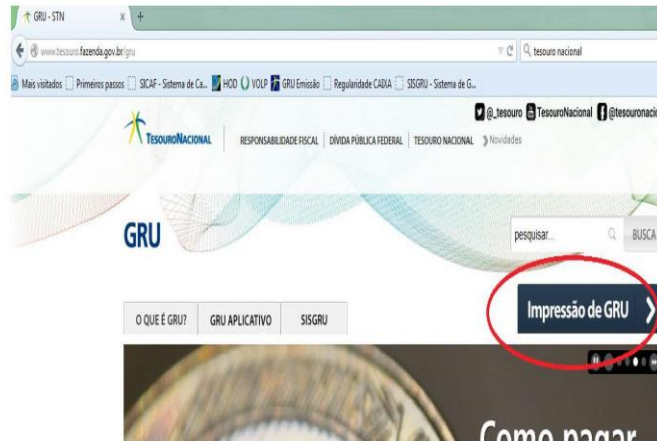 GRU - STN
www.tesouro.fazenda.gov.br/gru
tesouro nacional
Mais visitados Primeiros passos SICAF - Sistema de Ca... HOD VOLP GRU Emissão Regularidade CAIXA SISGRU - Sistema de G...
@_tesouro TesouroNacional @tesouronacio
TESOURONACIONAL RESPONSABILIDADE FISCAL DÍVIDA PÚBLICA FEDERAL TESOURO NACIONAL Novidades
GRU
pesquisar... BUSCA
Impressão de GRU
O QUE É GRU? GRU APLICATIVO SISGRU
Como pagar